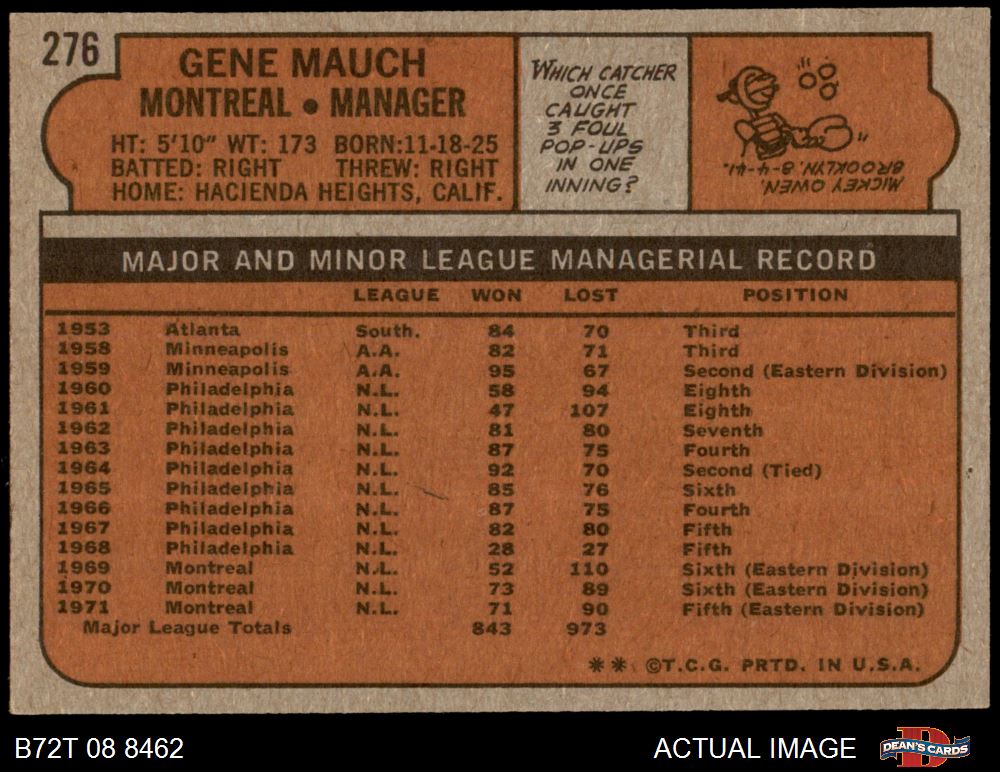 276
GENE MAUCH
MONTREAL • MANAGER
HT: 5'10" WT: 173 BORN: 11-18-25
BATTED: RIGHT THREW: RIGHT
HOME: HACIENDA HEIGHTS, CALIF.
WHICH CATCHER
ONCE
CAUGHT
3 FOUL
POP-UPS
IN ONE
INNING?
MICKEY OWEN,
BROOKLYN, 8-4-41.
MAJOR AND MINOR LEAGUE MANAGERIAL RECORD
LEAGUE WON LOST POSITION
1953 Atlanta South. 84 70 Third
1958 Minneapolis A.A. 82 71 Third
1959 Minneapolis A.A. 95 67 Second (Eastern Division)
1960 Philadelphia N.L. 58 94 Eighth
1961 Philadelphia N.L. 47 107 Eighth
1962 Philadelphia N.L. 81 80 Seventh
1963 Philadelphia N.L. 87 75 Fourth
1964 Philadelphia N.L. 92 70 Second (Tied)
1965 Philadelphia N.L. 85 76 Sixth
1966 Philadelphia N.L. 87 75 Fourth
1967 Philadelphia N.L. 82 80 Fifth
1968 Philadelphia N.L. 28 27 Fifth
1969 Montreal N.L. 52 110 Sixth (Eastern Division)
1970 Montreal N.L. 73 89 Sixth (Eastern Division)
1971 Montreal N.L. 71 90 Fifth (Eastern Division)
Major League Totals 843 973
** ©T.C.G. PRTD. IN U.S.A.
B72T 08 8462 ACTUAL IMAGE DEAN'S CARDS